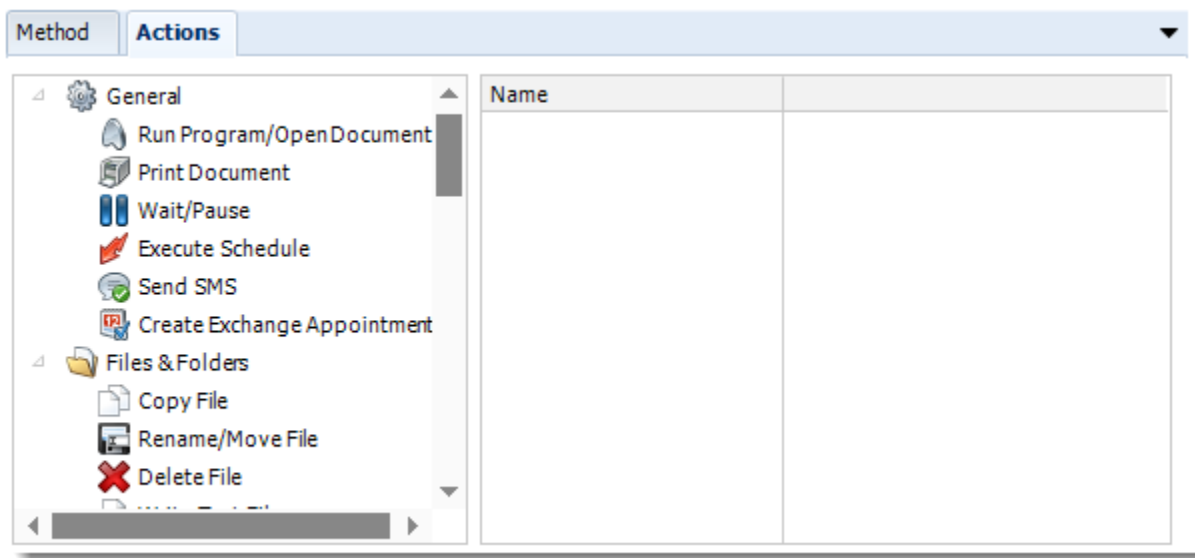 Method
Actions
General
Run Program/Open Document
Print Document
Wait/Pause
Execute Schedule
Send SMS
Create Exchange Appointment
Files & Folders
Copy File
Rename/Move File
Delete File
Name